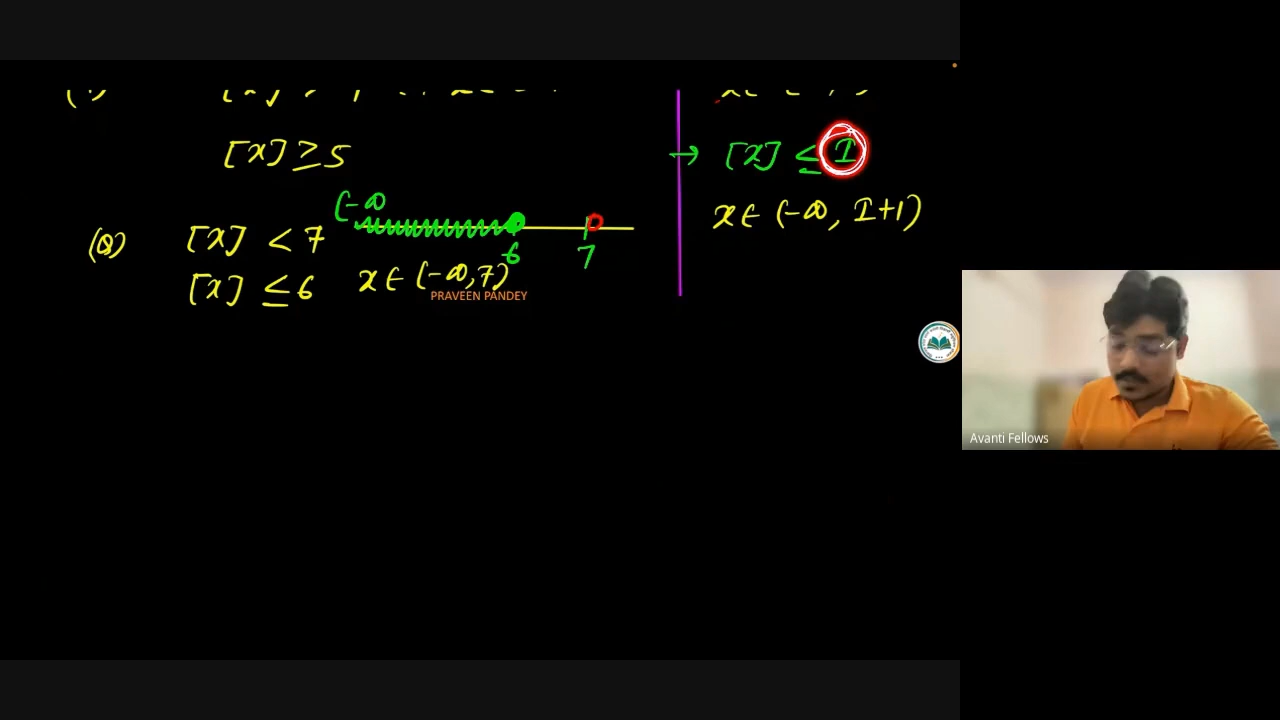 [x] ≥ 5
(Q) [x] < 7
[x] ≤ 6
(-∞
6
7
x ∈ (-∞, 7)
PRAVEEN PANDEY
→ [x] ≤ I
x ∈ (-∞, I+1)
Avanti Fellows